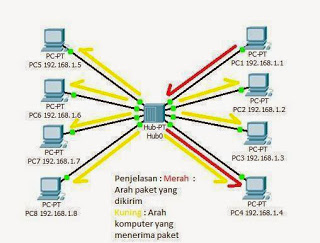 PC-PT
PC5 192.168.1.5
PC-PT
PC1 192.168.1.1
PC-PT
PC6 192.168.1.6
PC-PT
PC2 192.168.1.2
Hub-PT
Hub0
PC-PT
PC7 192.168.1.7
PC-PT
PC3 192.168.1.3
PC-PT
PC8 192.168.1.8
PC-PT
PC4 192.168.1.4
Penjelasan : Merah :
Arah paket yang
dikirim
Kuning : Arah
komputer yang
menerima paket